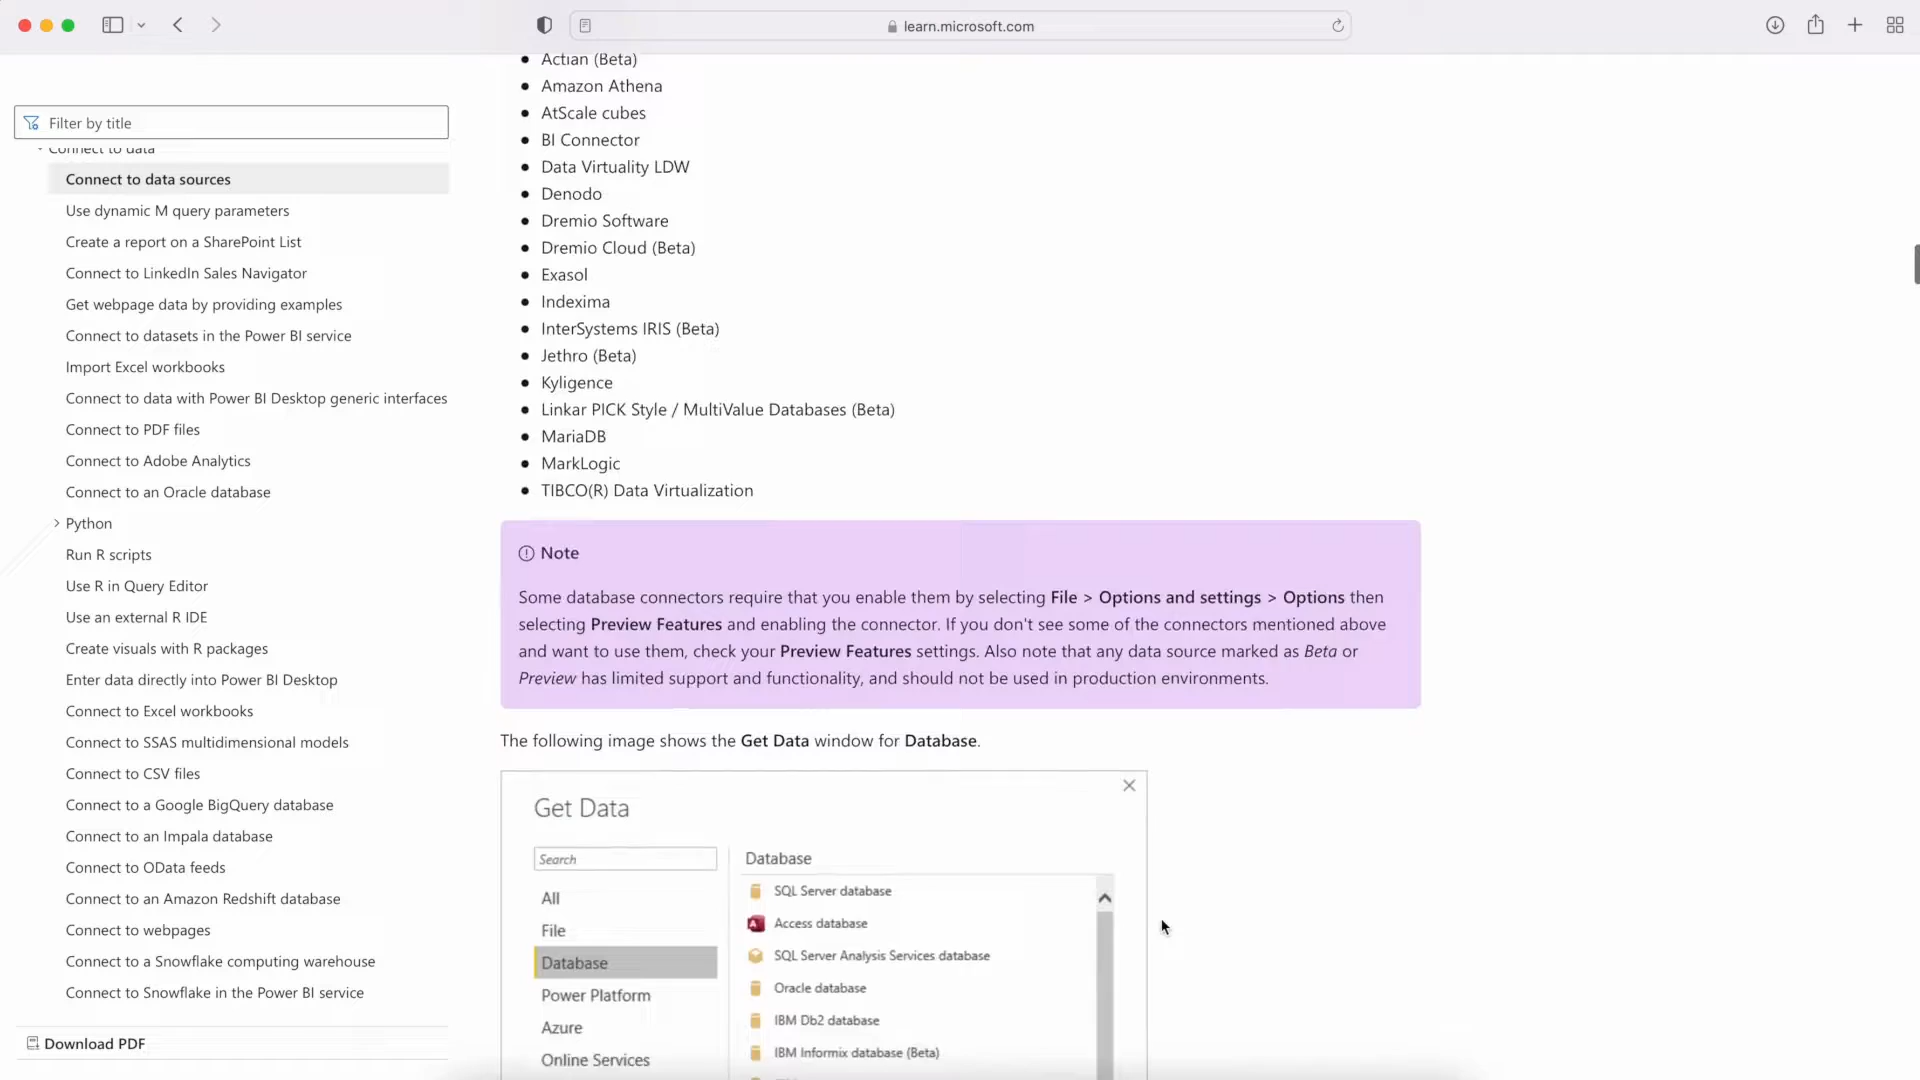 learn.microsoft.com
Filter by title
Connect to data
Connect to data sources
Use dynamic M query parameters
Create a report on a SharePoint List
Connect to LinkedIn Sales Navigator
Get webpage data by providing examples
Connect to datasets in the Power BI service
Import Excel workbooks
Connect to data with Power BI Desktop generic interfaces
Connect to PDF files
Connect to Adobe Analytics
Connect to an Oracle database
Python
Run R scripts
Use R in Query Editor
Use an external R IDE
Create visuals with R packages
Enter data directly into Power BI Desktop
Connect to Excel workbooks
Connect to SSAS multidimensional models
Connect to CSV files
Connect to a Google BigQuery database
Connect to an Impala database
Connect to OData feeds
Connect to an Amazon Redshift database
Connect to webpages
Connect to a Snowflake computing warehouse
Connect to Snowflake in the Power BI service
Download PDF
Actian (Beta)
Amazon Athena
AtScale cubes
BI Connector
Data Virtuality LDW
Denodo
Dremio Software
Dremio Cloud (Beta)
Exasol
Indexima
InterSystems IRIS (Beta)
Jethro (Beta)
Kyligence
Linkar PICK Style / MultiValue Databases (Beta)
MariaDB
MarkLogic
TIBCO(R) Data Virtualization
Note
Some database connectors require that you enable them by selecting File > Options and settings > Options then
selecting Preview Features and enabling the connector. If you don't see some of the connectors mentioned above
and want to use them, check your Preview Features settings. Also note that any data source marked as Beta or
Preview has limited support and functionality, and should not be used in production environments.
The following image shows the Get Data window for Database.
Get Data
Search
All
File
Database
Power Platform
Azure
Online Services
Database
SQL Server database
Access database
SQL Server Analysis Services database
Oracle database
IBM Db2 database
IBM Informix database (Beta)